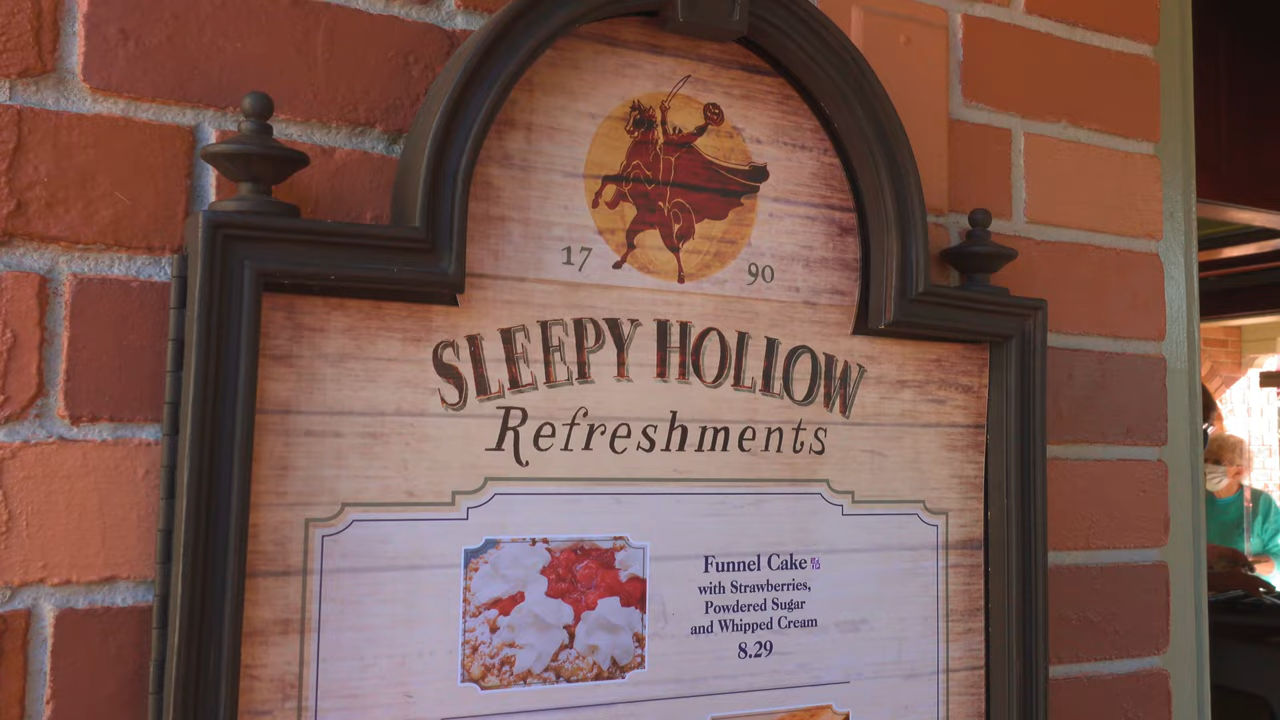 17 90
SLEEPY HOLLOW
Refreshments
Funnel Cake
with Strawberries,
Powdered Sugar
and Whipped Cream
8.29